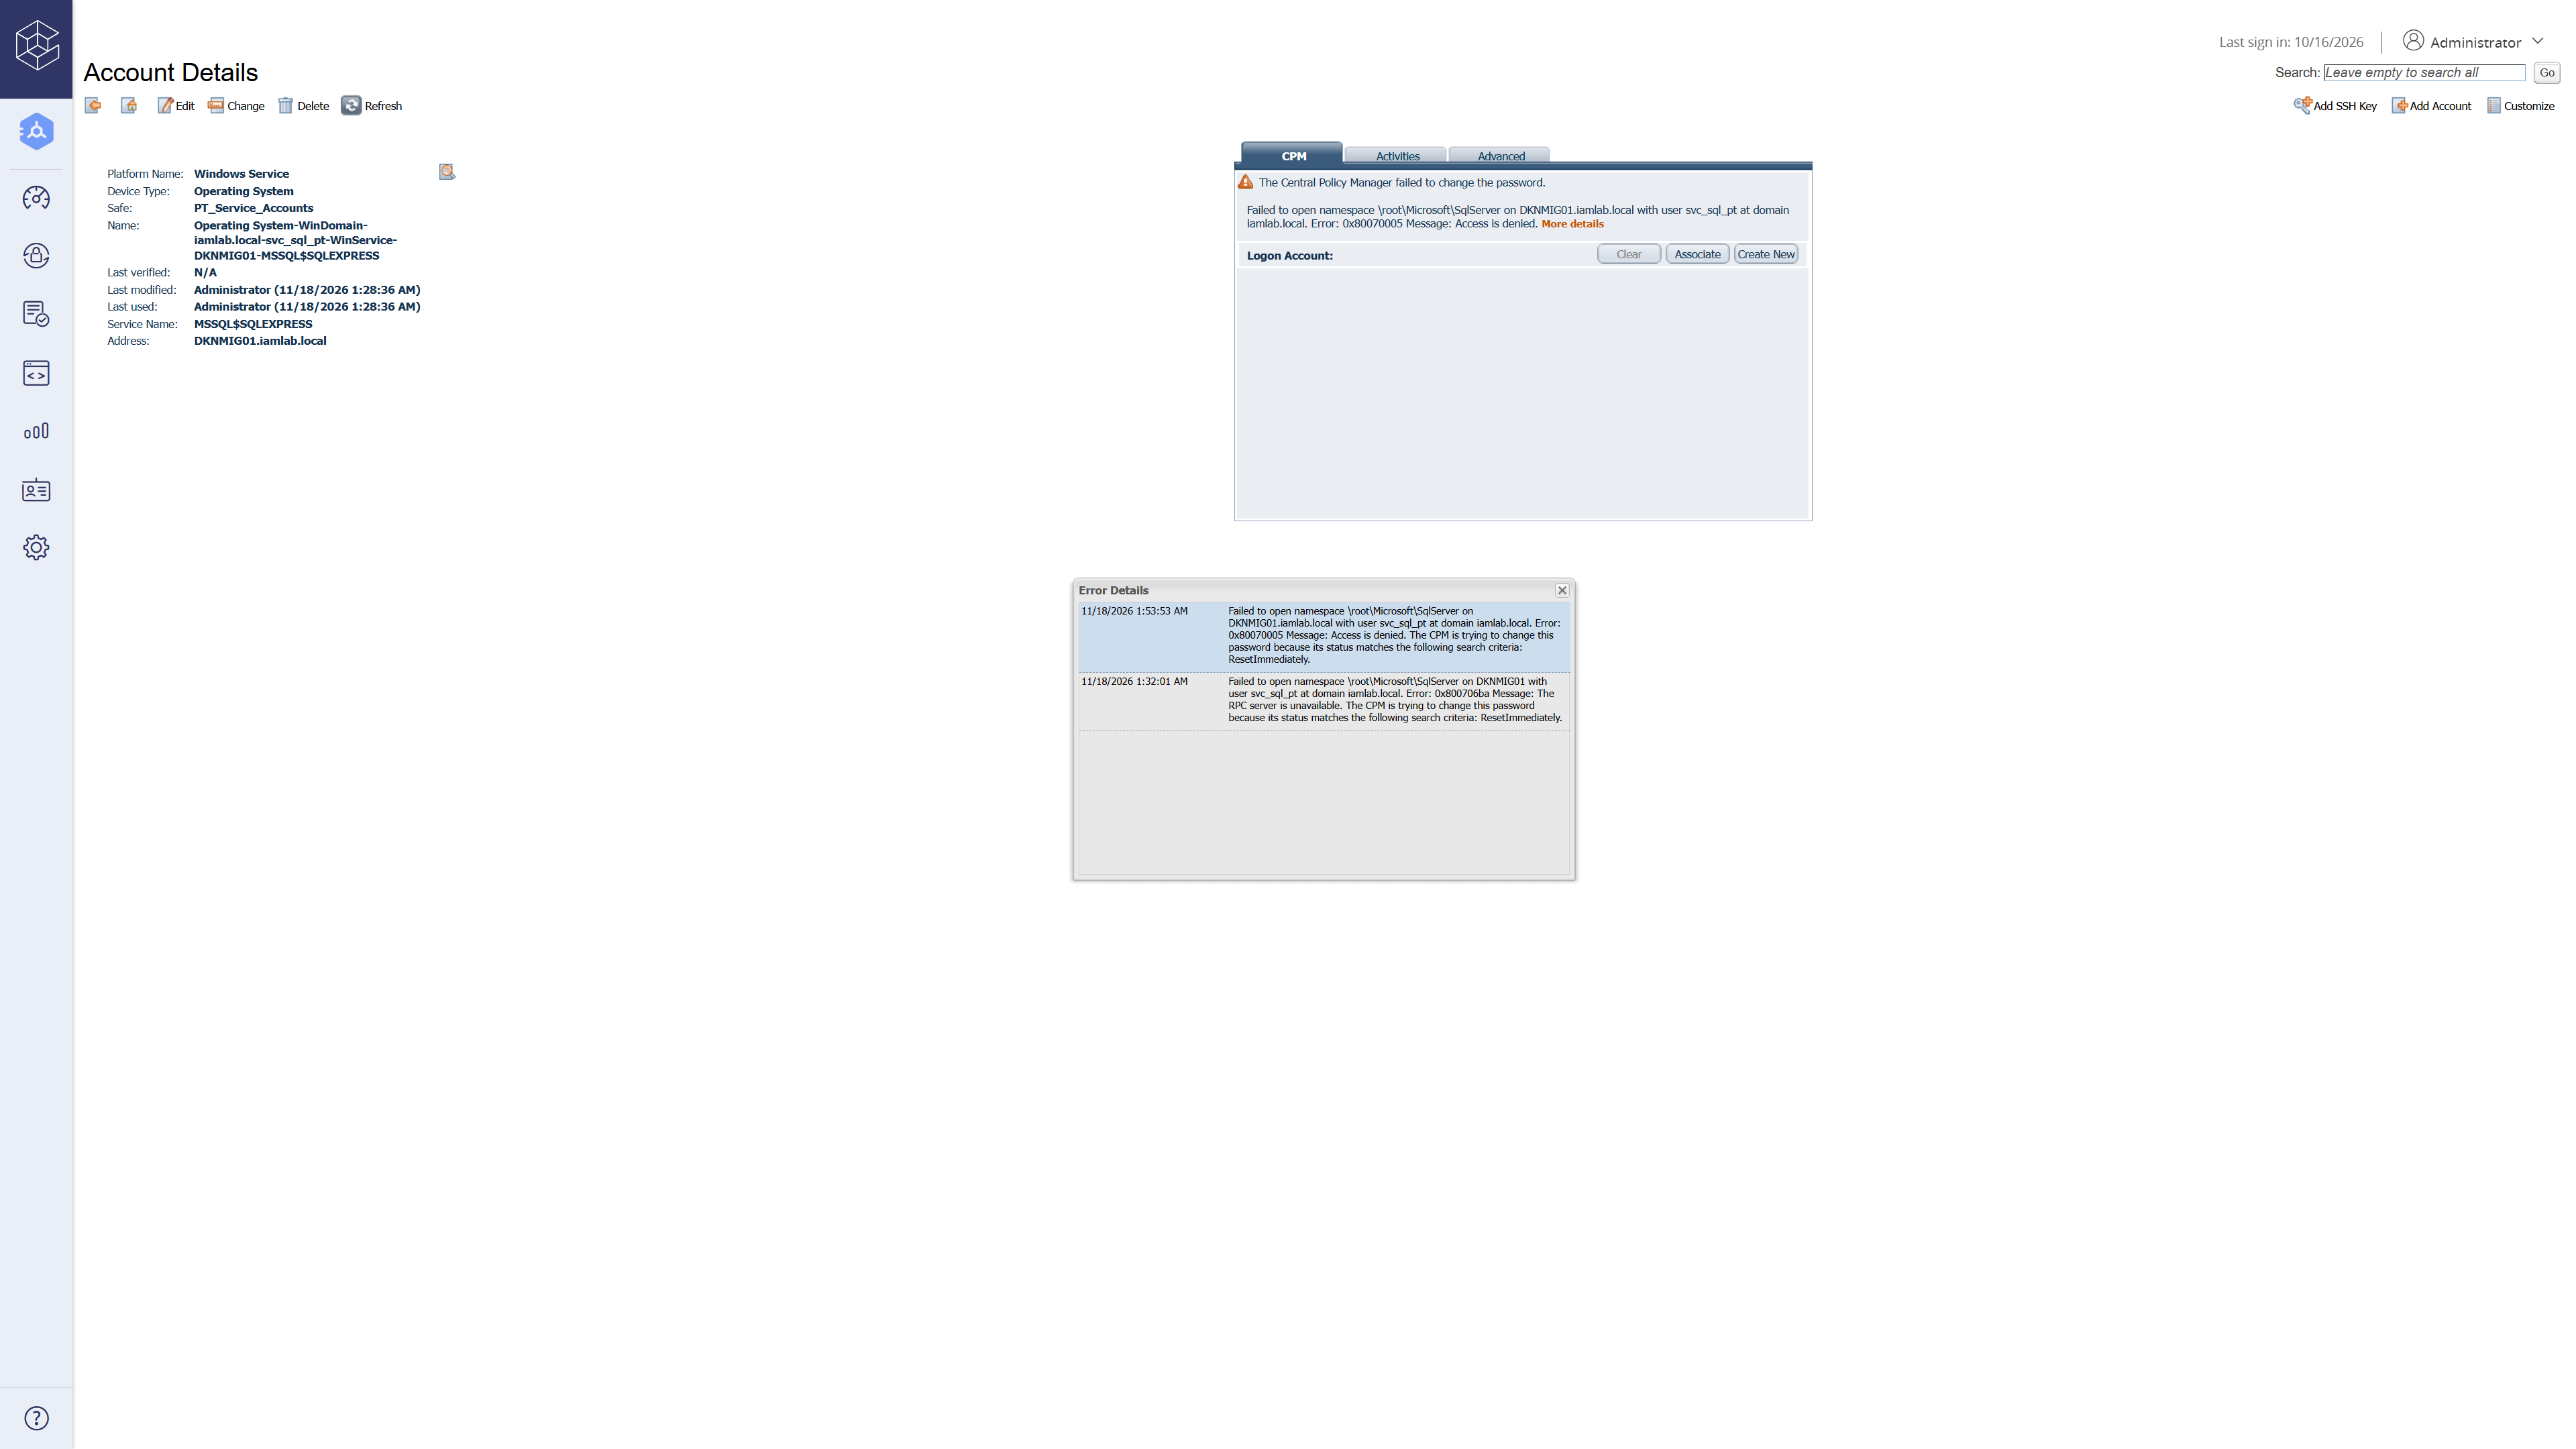 Last sign in: 10/16/2026
Administrator
Account Details
Search: Leave empty to search all Go
Edit Change Delete Refresh
Add SSH Key Add Account Customize
Platform Name: Windows Service
Device Type: Operating System
Safe: PT_Service_Accounts
Name: Operating System-WinDomain-
iamlab.local-svc_sql_pt-WinService-
DKNMIG01-MSSQL$SQLEXPRESS
Last verified: N/A
Last modified: Administrator (11/18/2026 1:28:36 AM)
Last used: Administrator (11/18/2026 1:28:36 AM)
Service Name: MSSQL$SQLEXPRESS
Address: DKNMIG01.iamlab.local
CPM Activities Advanced
The Central Policy Manager failed to change the password.
Failed to open namespace \root\Microsoft\SqlServer on DKNMIG01.iamlab.local with user svc_sql_pt at domain
iamlab.local. Error: 0x80070005 Message: Access is denied. More details
Logon Account: Clear Associate Create New
Error Details
11/18/2026 1:53:53 AM Failed to open namespace \root\Microsoft\SqlServer on
DKNMIG01.iamlab.local with user svc_sql_pt at domain iamlab.local. Error:
0x80070005 Message: Access is denied. The CPM is trying to change this
password because its status matches the following search criteria:
ResetImmediately.
11/18/2026 1:32:01 AM Failed to open namespace \root\Microsoft\SqlServer on DKNMIG01 with
user svc_sql_pt at domain iamlab.local. Error: 0x800706ba Message: The
RPC server is unavailable. The CPM is trying to change this password
because its status matches the following search criteria: ResetImmediately.